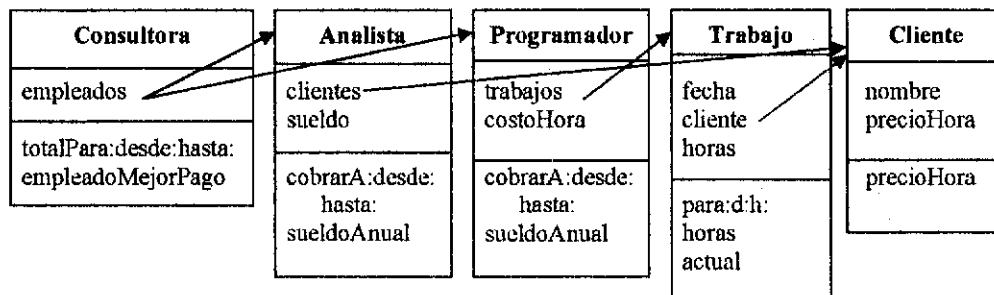 Consultora
empleados
totalPara:desde:hasta:
empleadoMejorPago
Analista
clientes
sueldo
cobrarA:desde:
hasta:
sueldoAnual
Programador
trabajos
costoHora
cobrarA:desde:
hasta:
sueldoAnual
Trabajo
fecha
cliente
horas
para:d:h:
horas
actual
Cliente
nombre
precioHora
precioHora